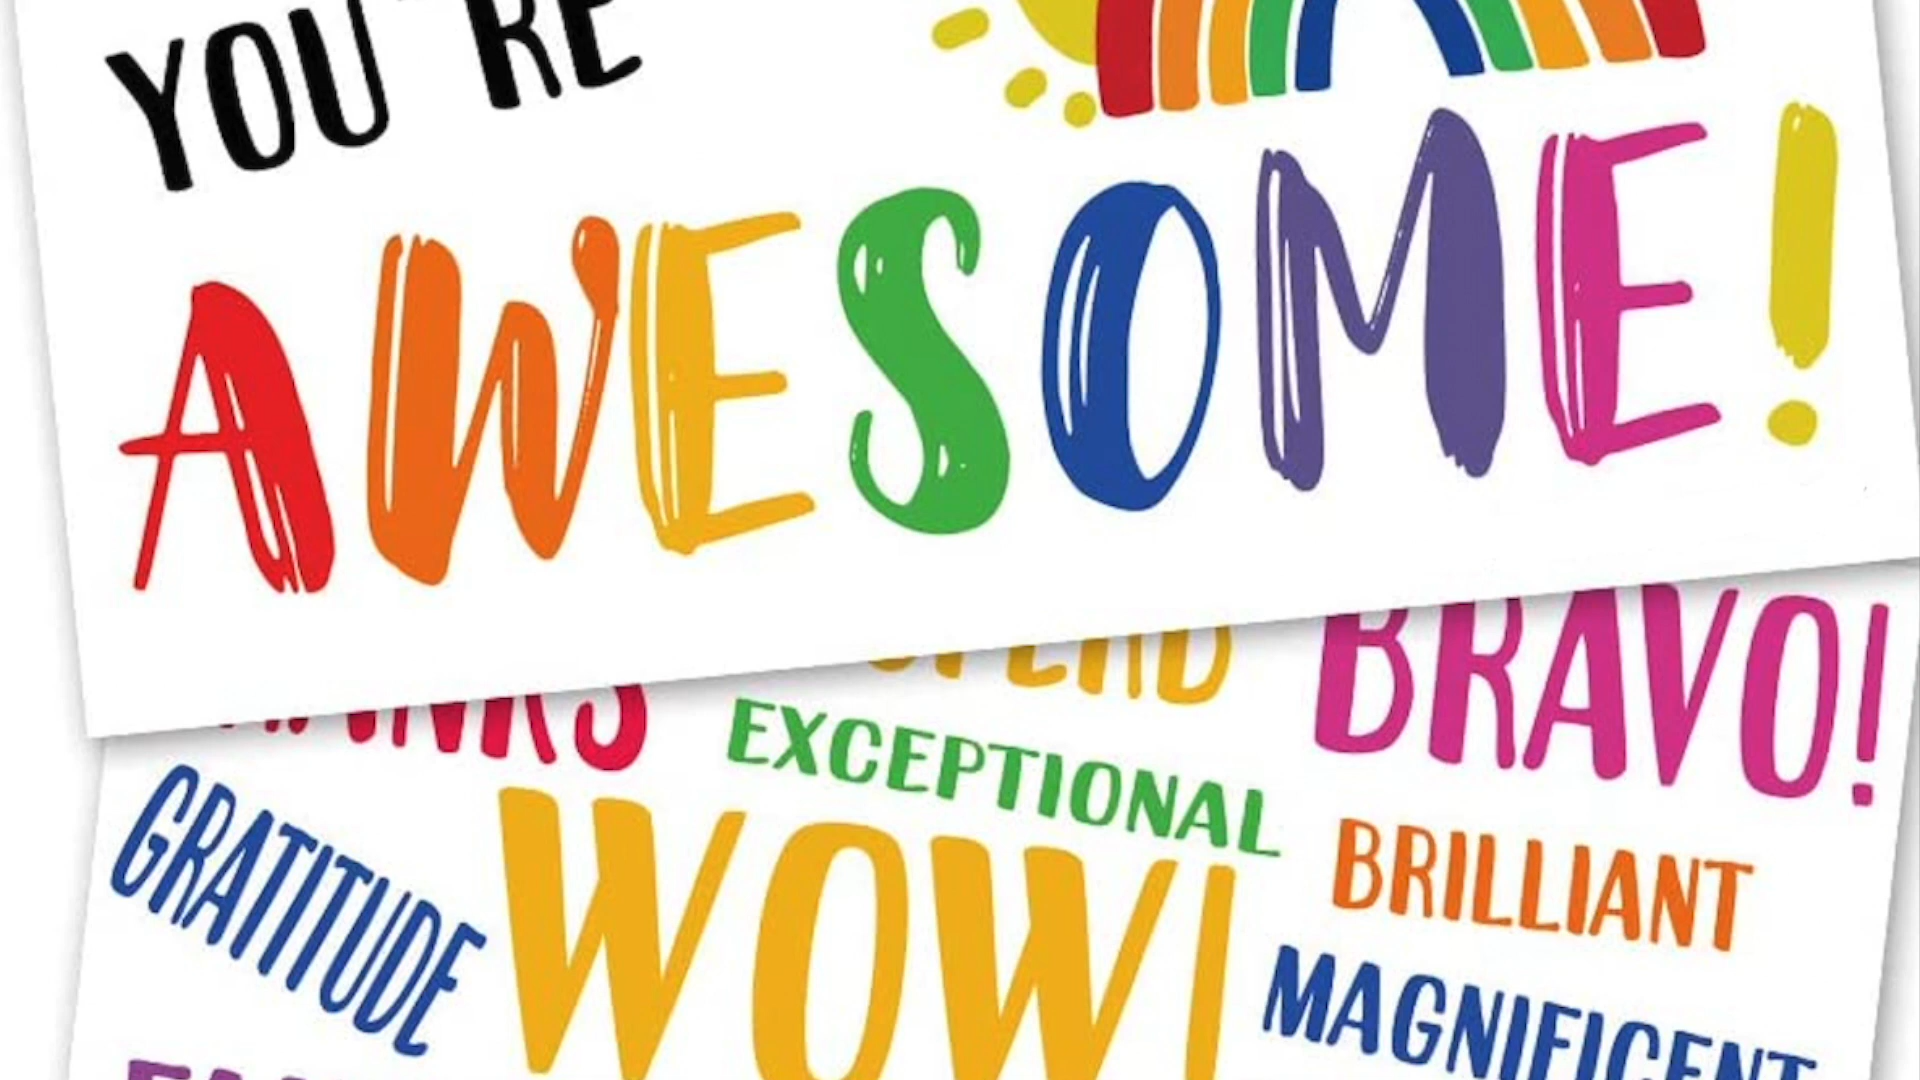 YOU'RE
AWESOME!
BRAVO!
EXCEPTIONAL
GRATITUDE
WOW!
BRILLIANT
MAGNIFICENT